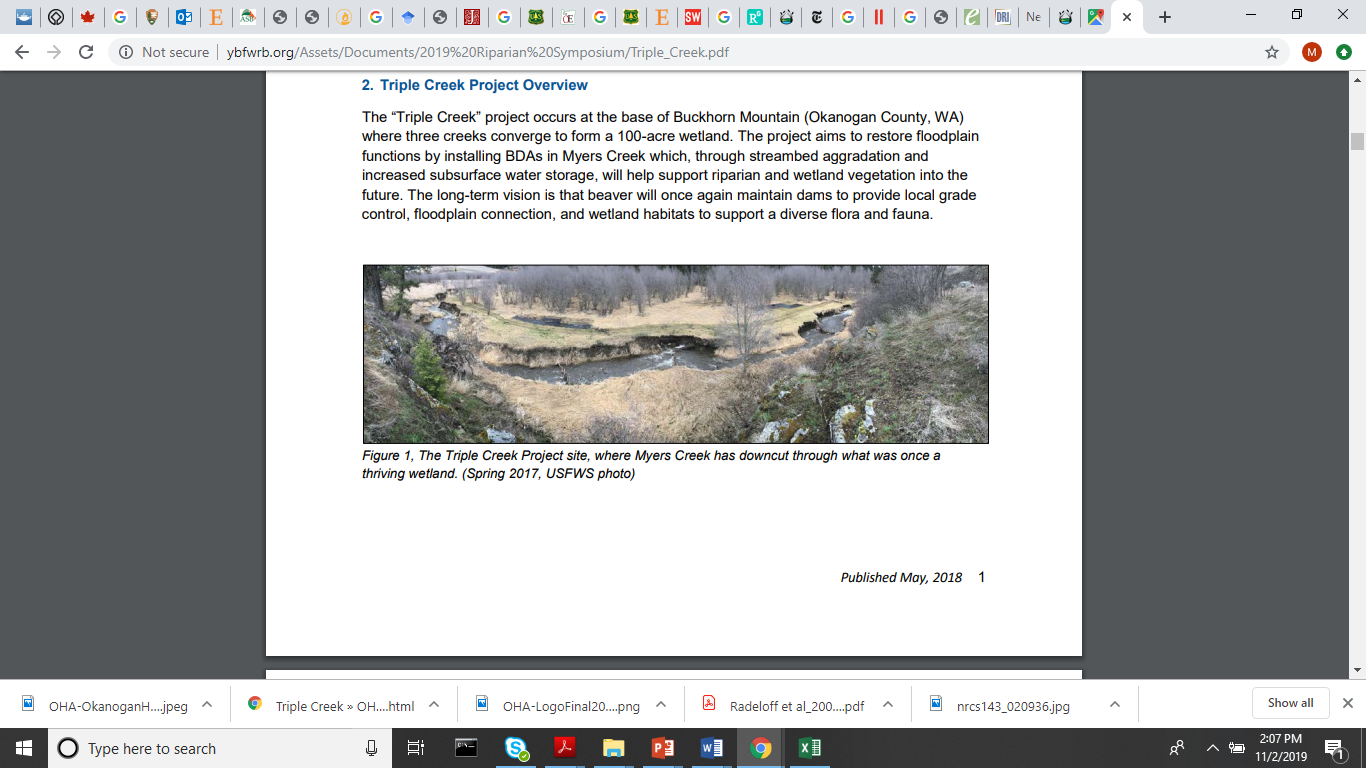 Not secure | ybfwrb.org/Assets/Documents/2019%20Riparian%20Symposium/Triple_Creek.pdf
M
2. Triple Creek Project Overview
The “Triple Creek” project occurs at the base of Buckhorn Mountain (Okanogan County, WA)
where three creeks converge to form a 100-acre wetland. The project aims to restore floodplain
functions by installing BDAs in Myers Creek which, through streambed aggradation and
increased subsurface water storage, will help support riparian and wetland vegetation into the
future. The long-term vision is that beaver will once again maintain dams to provide local grade
control, floodplain connection, and wetland habitats to support a diverse flora and fauna.
Figure 1, The Triple Creek Project site, where Myers Creek has downcut through what was once a
thriving wetland. (Spring 2017, USFWS photo)
Published May, 2018 1
OHA-OkanoganH....jpeg
Triple Creek » OH....html
OHA-LogoFinal20....png
Radeloff et al_200....pdf
nrcs143_020936.jpg
Show all
Type here to search
2:07 PM
11/2/2019
1